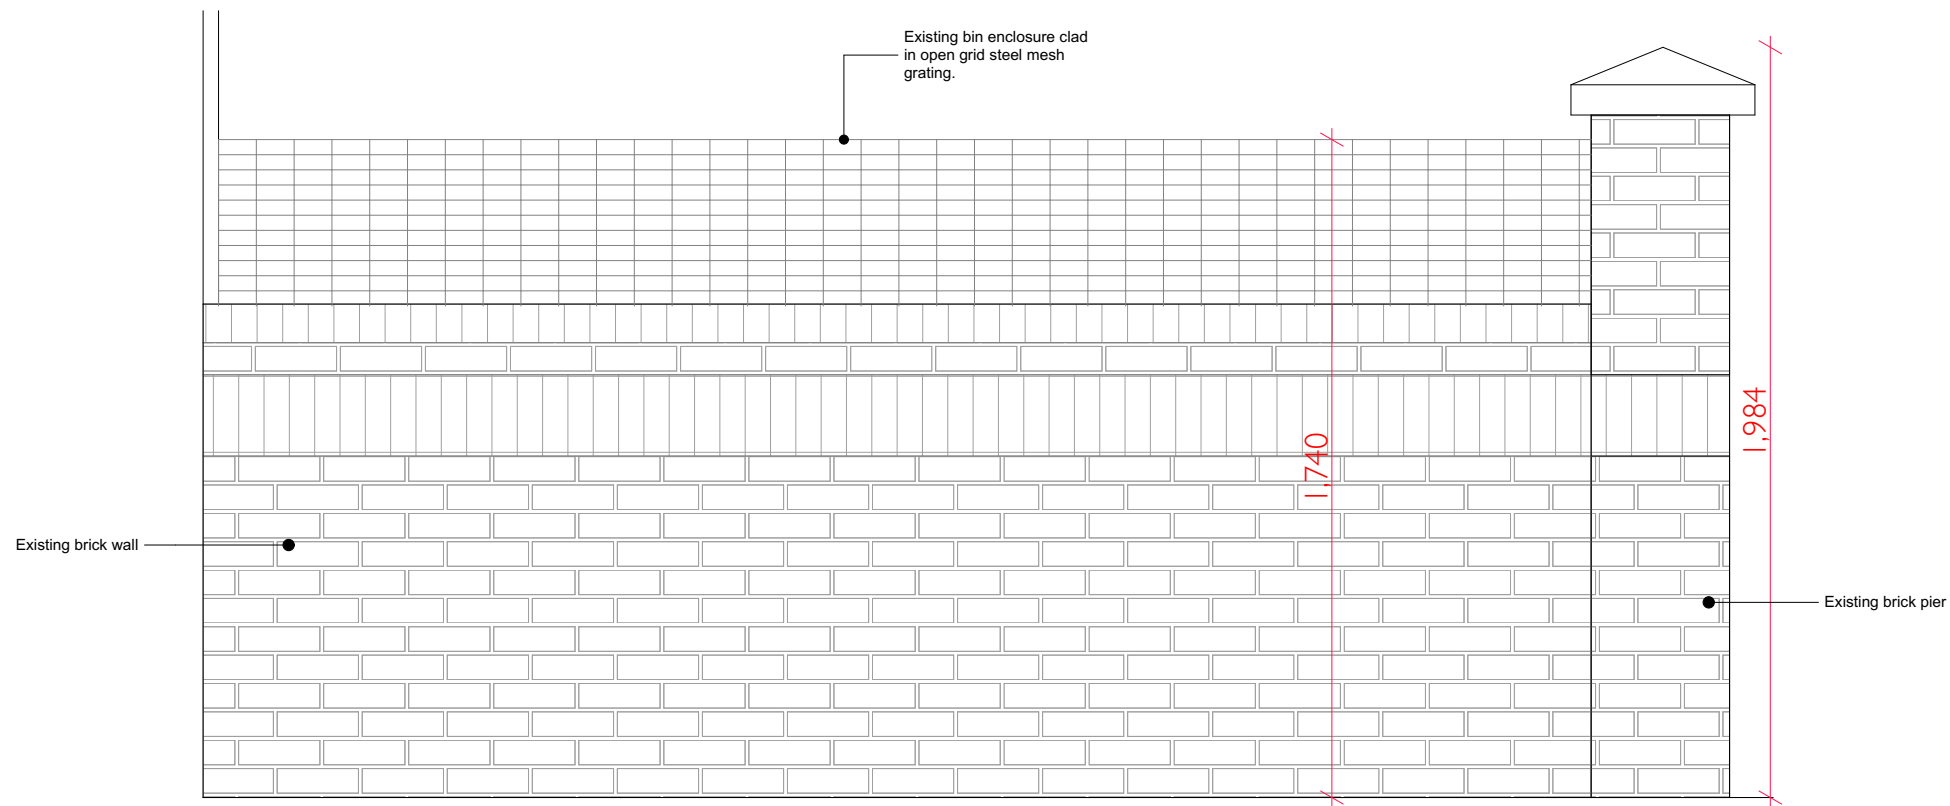 Existing bin enclosure clad
in open grid steel mesh
grating.
1,984
1,740
Existing brick wall
Existing brick pier